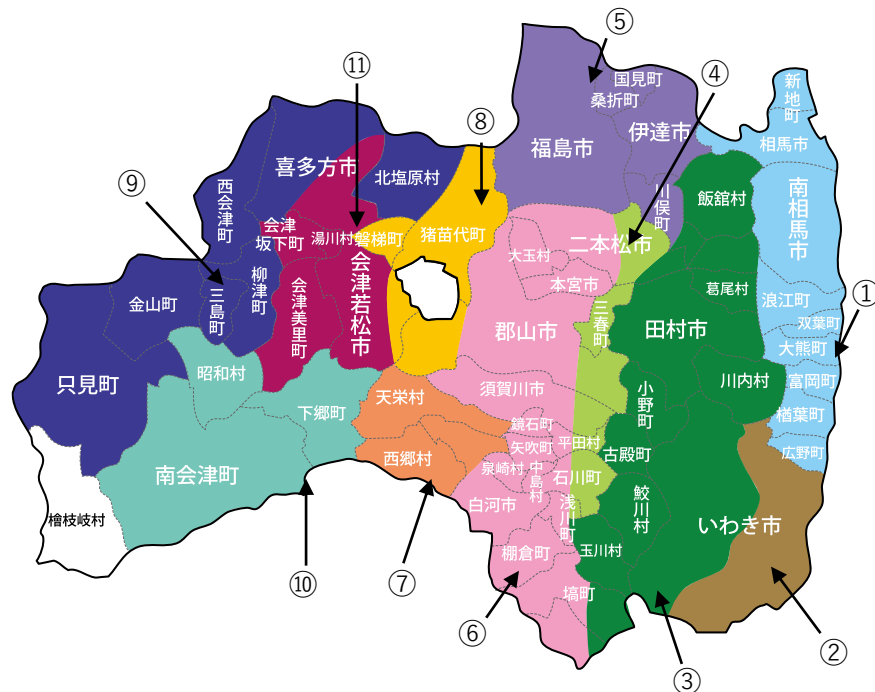 ⑤
④
⑪
⑧
⑨
①
国見町
桑折町
伊達市
福島市
川俣町
新地町
相馬市
南相馬市
飯舘村
喜多方市
北塩原村
西会津町
会津
坂下町
湯川村
磐梯町
猪苗代町
二本松市
大玉村
本宮市
葛尾村
浪江町
双葉町
大熊町
三島町
柳津町
会津美里町
会津若松市
金山町
三春町
田村市
郡山市
只見町
昭和村
下郷町
天栄村
須賀川市
小野町
川内村
富岡町
楢葉町
広野町
鏡石町
矢吹町
平田村
古殿町
西郷村
泉崎村
中島村
石川町
南会津町
白河市
浅川町
鮫川村
いわき市
檜枝岐村
棚倉町
玉川村
塙町
⑩
⑦
⑥
③
②